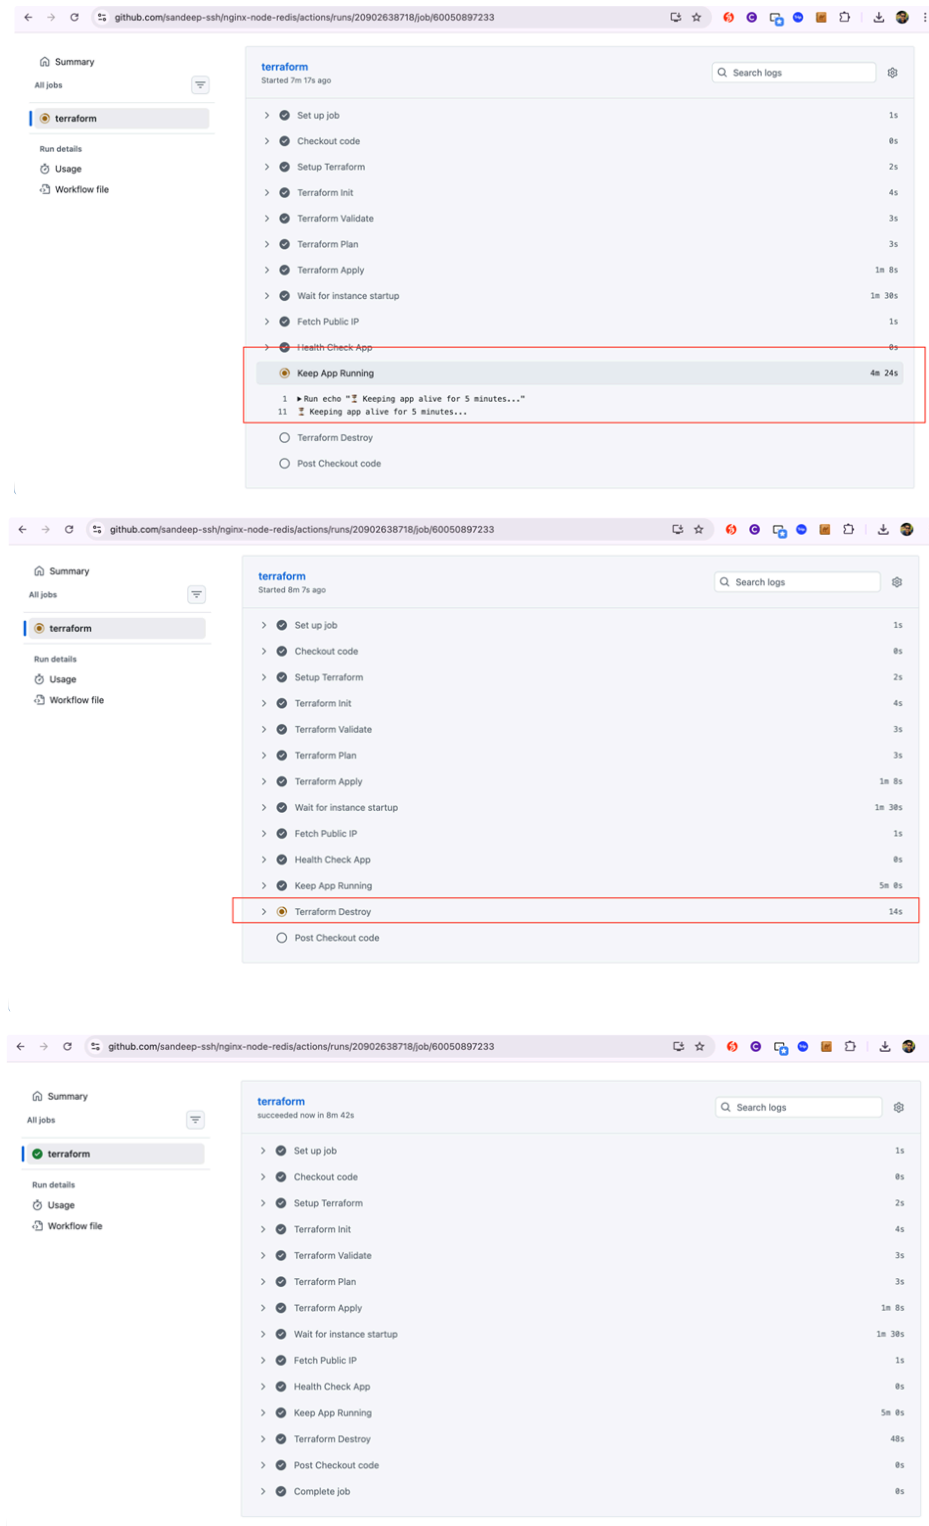 github.com/sandeep-ssh/nginx-node-redis/actions/runs/20902638718/job/60050897233
Summary
All jobs
terraform
Run details
Usage
Workflow file
terraform
Started 7m 17s ago
Search logs
Set up job 1s
Checkout code 0s
Setup Terraform 2s
Terraform Init 4s
Terraform Validate 3s
Terraform Plan 3s
Terraform Apply 1m 8s
Wait for instance startup 1m 30s
Fetch Public IP 1s
Health Check App 0s
Keep App Running 4m 24s
1 ▶Run echo "⏳ Keeping app alive for 5 minutes..."
11 ⏳ Keeping app alive for 5 minutes...
Terraform Destroy
Post Checkout code
github.com/sandeep-ssh/nginx-node-redis/actions/runs/20902638718/job/60050897233
Summary
All jobs
terraform
Run details
Usage
Workflow file
terraform
Started 8m 7s ago
Search logs
Set up job 1s
Checkout code 0s
Setup Terraform 2s
Terraform Init 4s
Terraform Validate 3s
Terraform Plan 3s
Terraform Apply 1m 8s
Wait for instance startup 1m 30s
Fetch Public IP 1s
Health Check App 0s
Keep App Running 5m 0s
Terraform Destroy 14s
Post Checkout code
github.com/sandeep-ssh/nginx-node-redis/actions/runs/20902638718/job/60050897233
Summary
All jobs
terraform
Run details
Usage
Workflow file
terraform
succeeded now in 8m 42s
Search logs
Set up job 1s
Checkout code 0s
Setup Terraform 2s
Terraform Init 4s
Terraform Validate 3s
Terraform Plan 3s
Terraform Apply 1m 8s
Wait for instance startup 1m 30s
Fetch Public IP 1s
Health Check App 0s
Keep App Running 5m 0s
Terraform Destroy 48s
Post Checkout code 0s
Complete job 0s